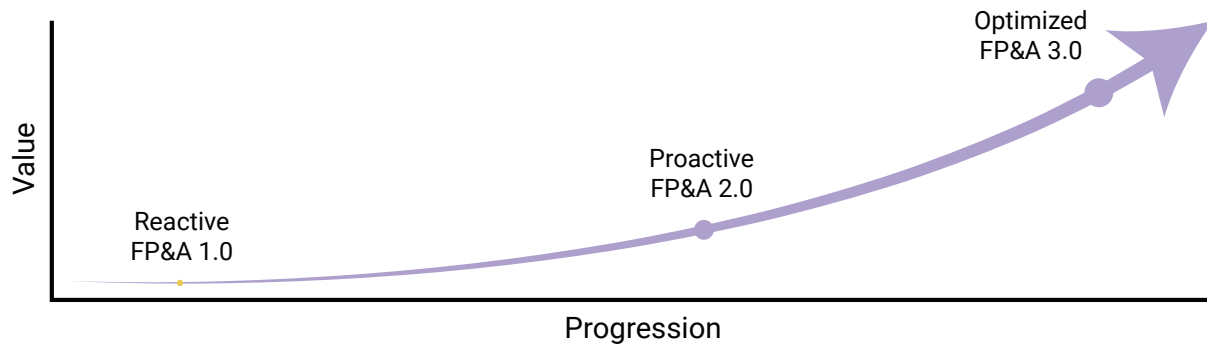 Optimized
FP&A 3.0
Proactive
FP&A 2.0
Reactive
FP&A 1.0
Value
Progression